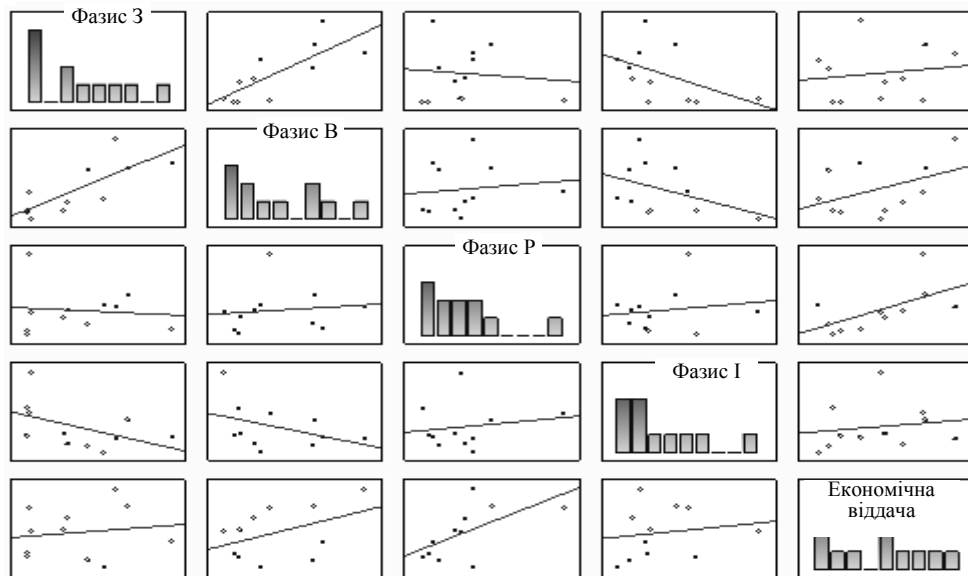 Фазис З
Фазис В
Фазис Р
Фазис І
Економічна
віддача